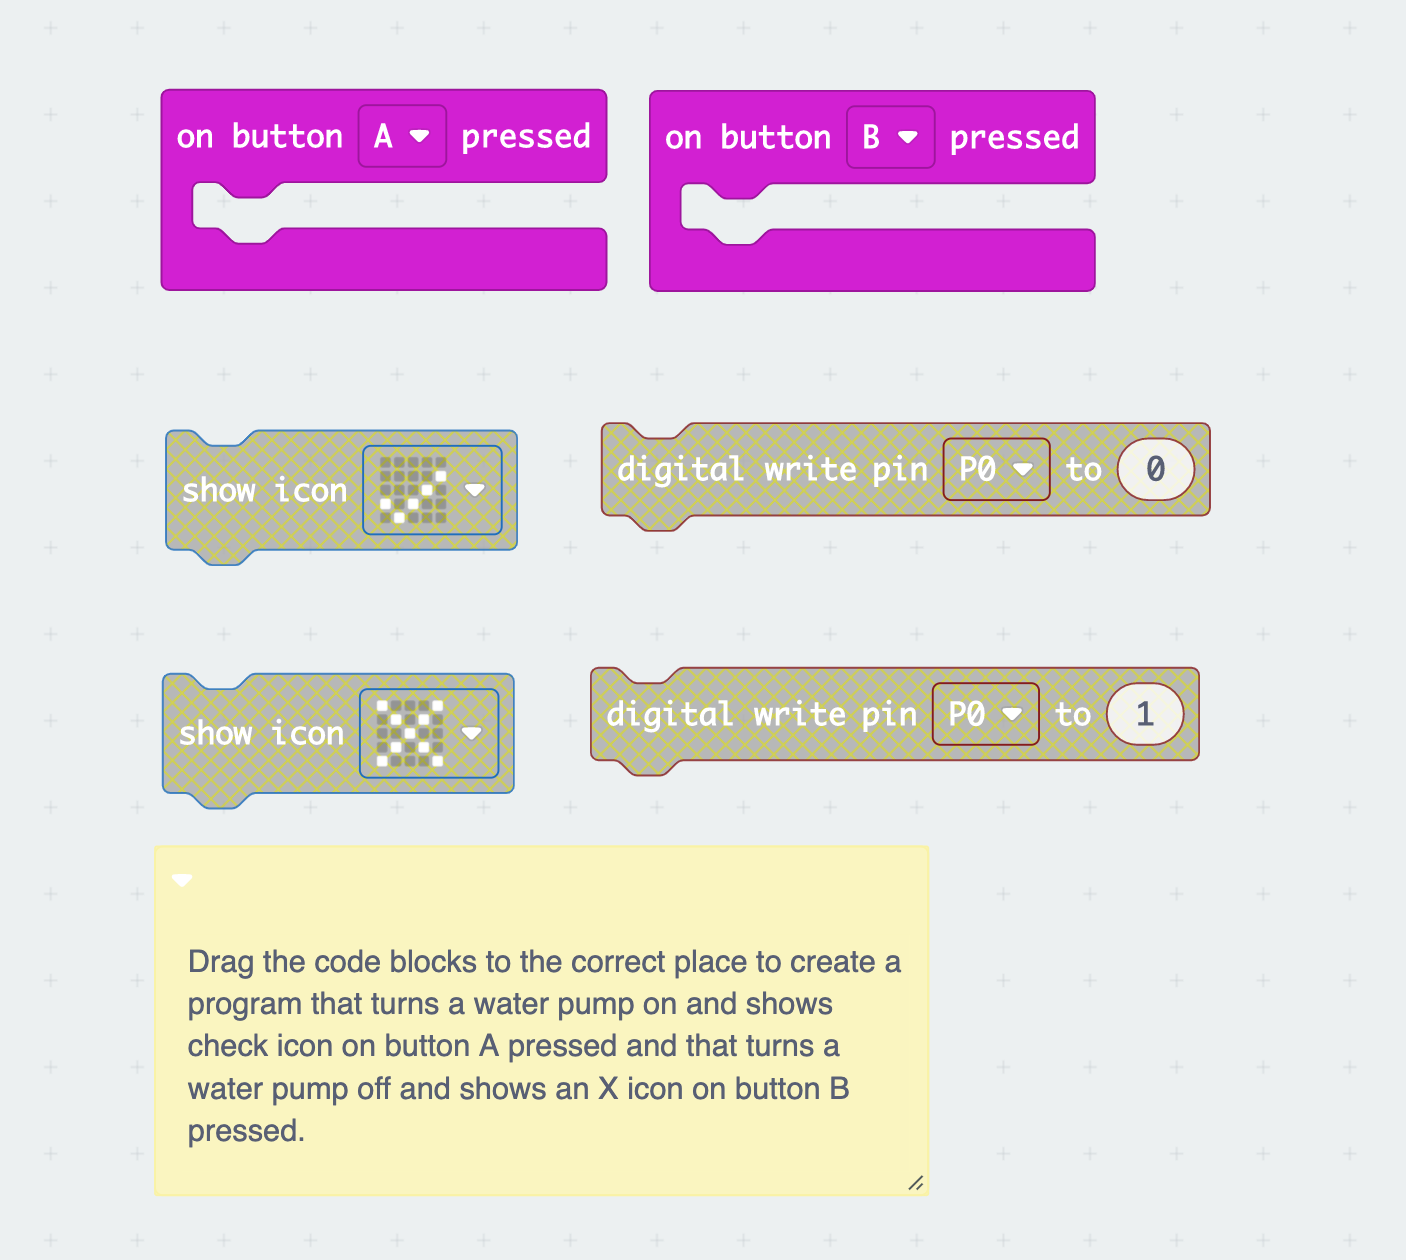 on button A pressed
on button B pressed
show icon
digital write pin P0 to 0
show icon
digital write pin P0 to 1
Drag the code blocks to the correct place to create a
program that turns a water pump on and shows
check icon on button A pressed and that turns a
water pump off and shows an X icon on button B
pressed.